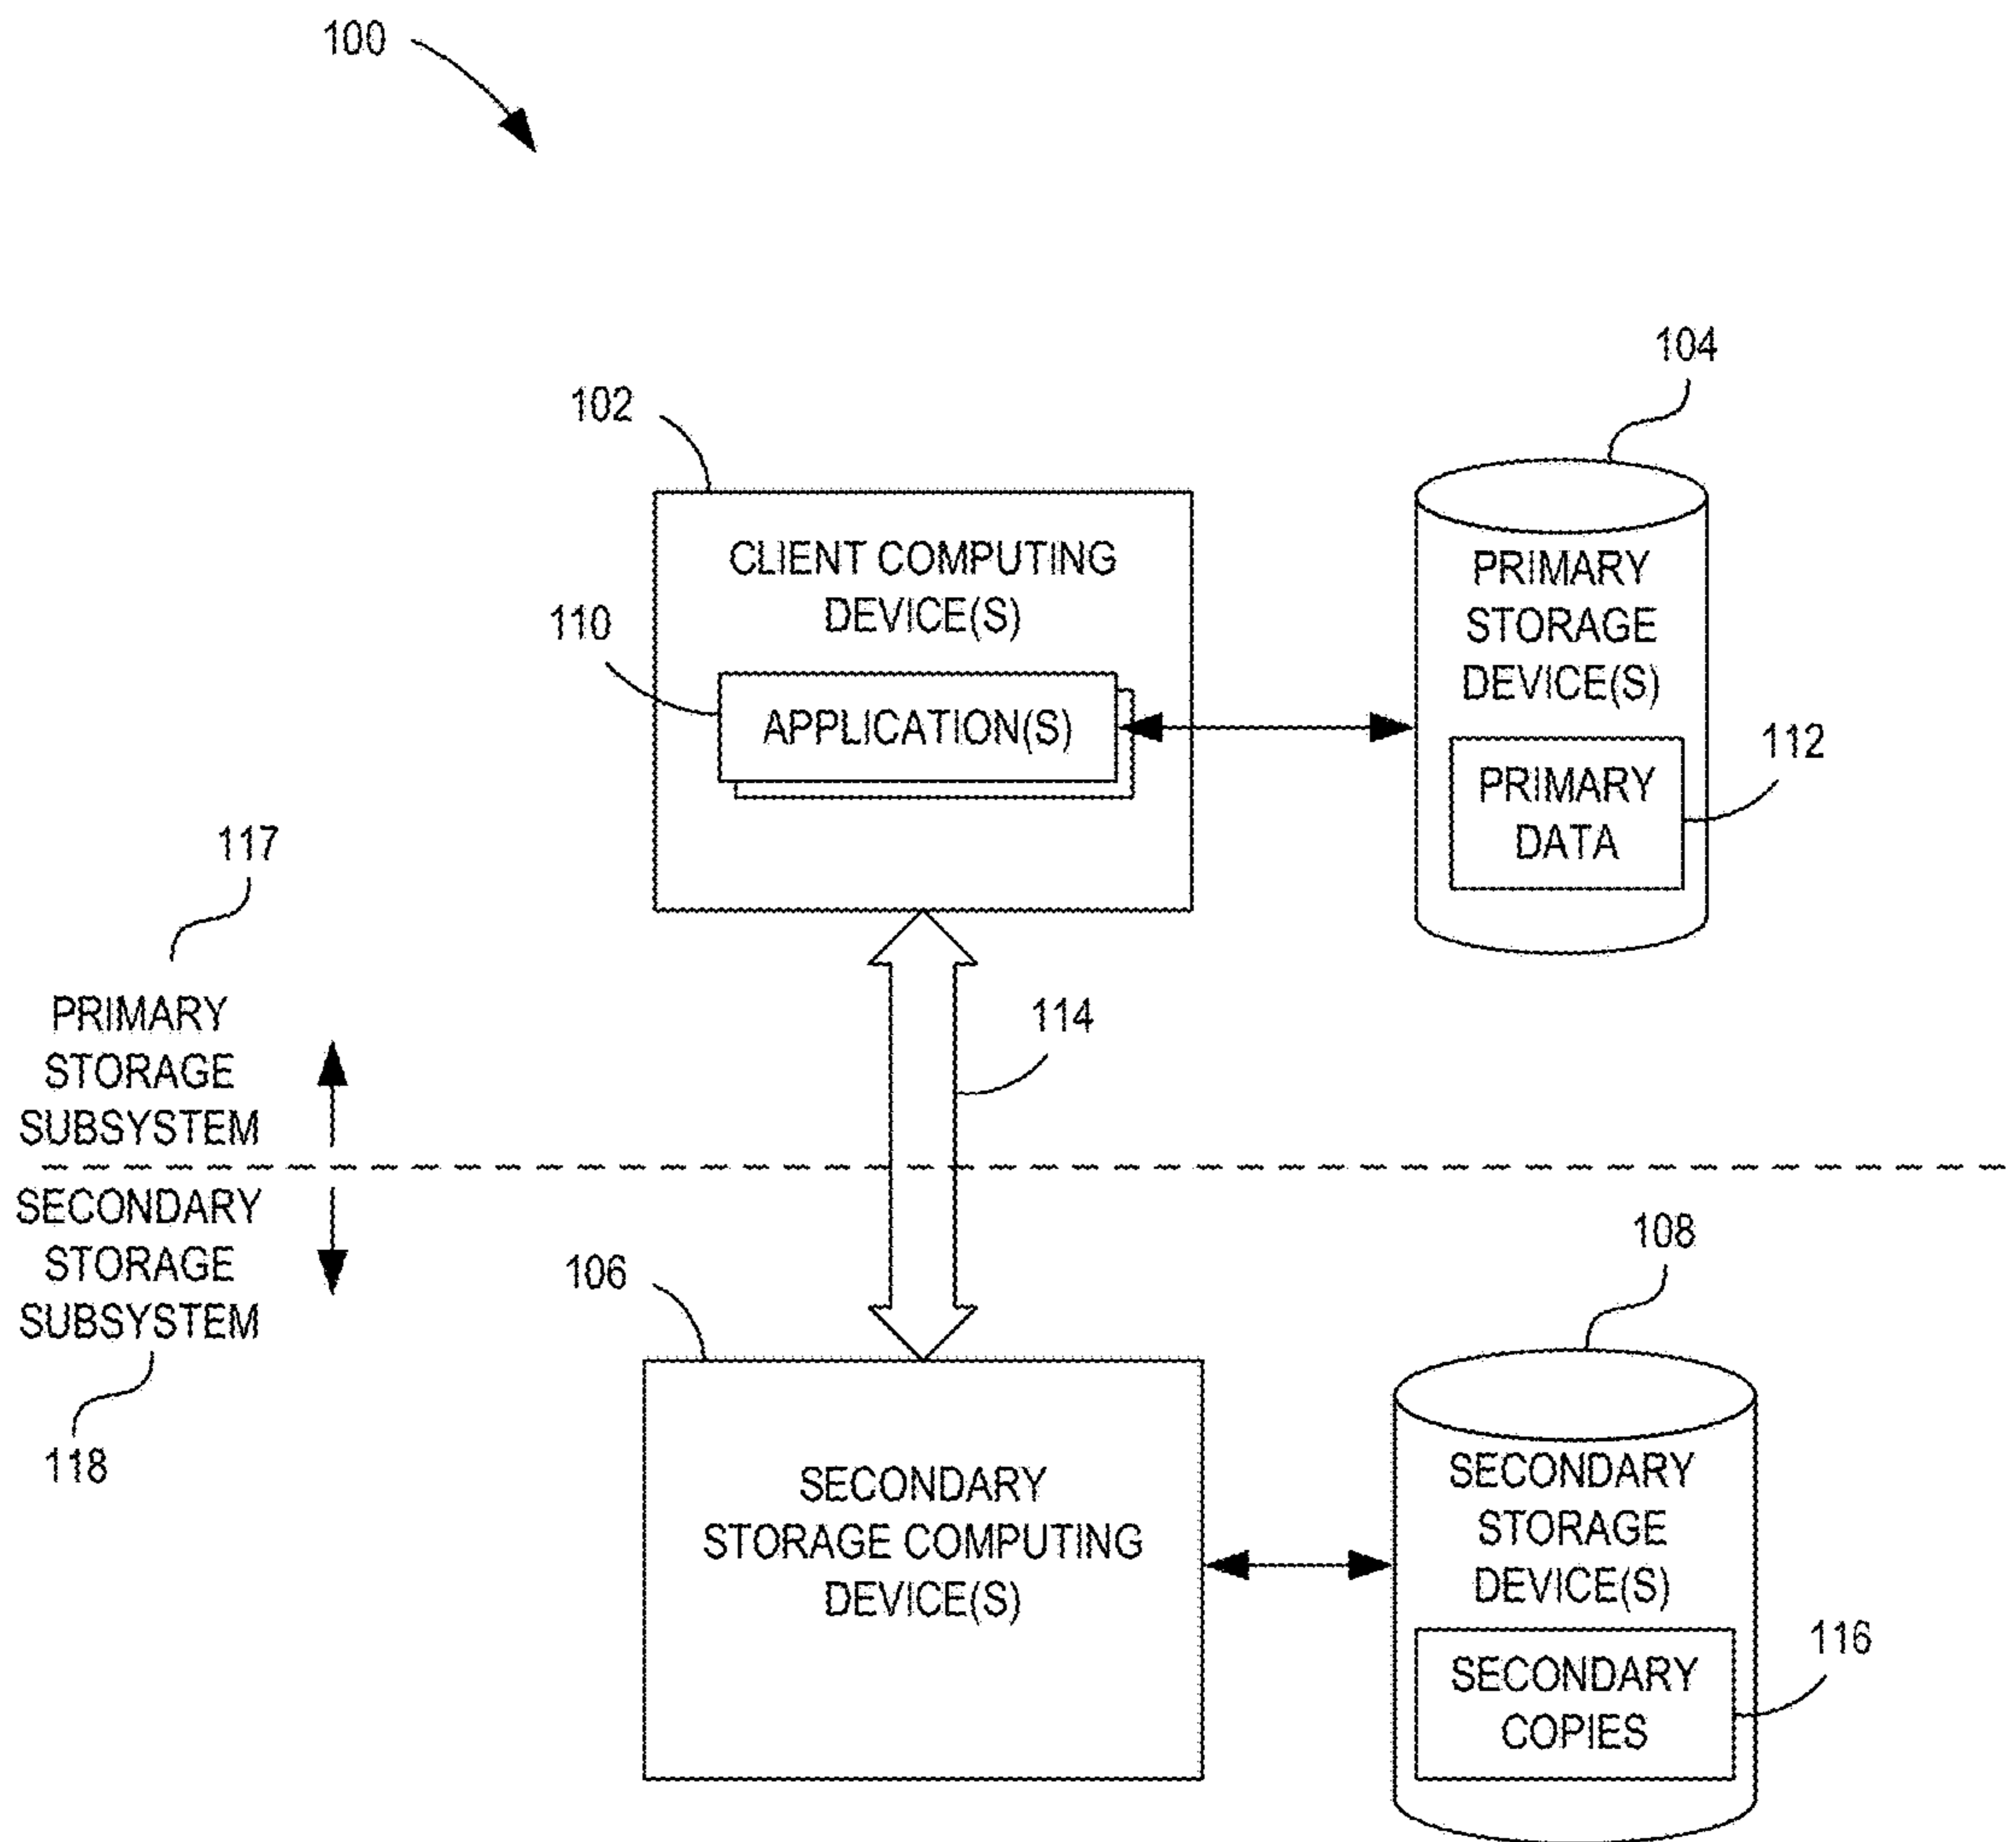 100
104
102
CLIENT COMPUTING
DEVICE(S)
110
APPLICATION(S)
PRIMARY
STORAGE
DEVICE(S)
112
PRIMARY
DATA
117
PRIMARY
STORAGE
SUBSYSTEM
114
SECONDARY
STORAGE
SUBSYSTEM
118
106
108
SECONDARY
STORAGE COMPUTING
DEVICE(S)
SECONDARY
STORAGE
DEVICE(S)
116
SECONDARY
COPIES